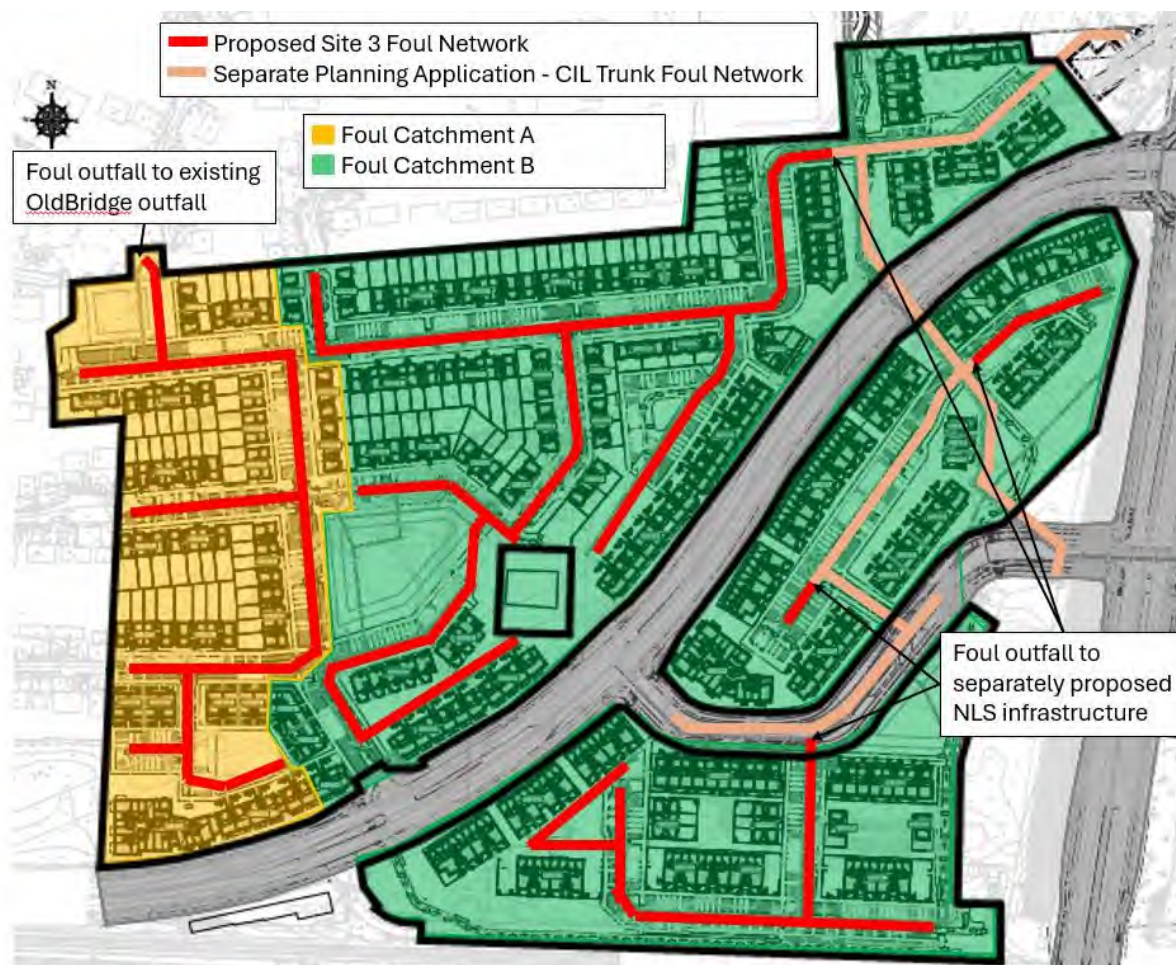 Proposed Site 3 Foul Network
Separate Planning Application - CIL Trunk Foul Network
Foul Catchment A
Foul Catchment B
Foul outfall to existing
OldBridge outfall
Foul outfall to
separately proposed
NLS infrastructure